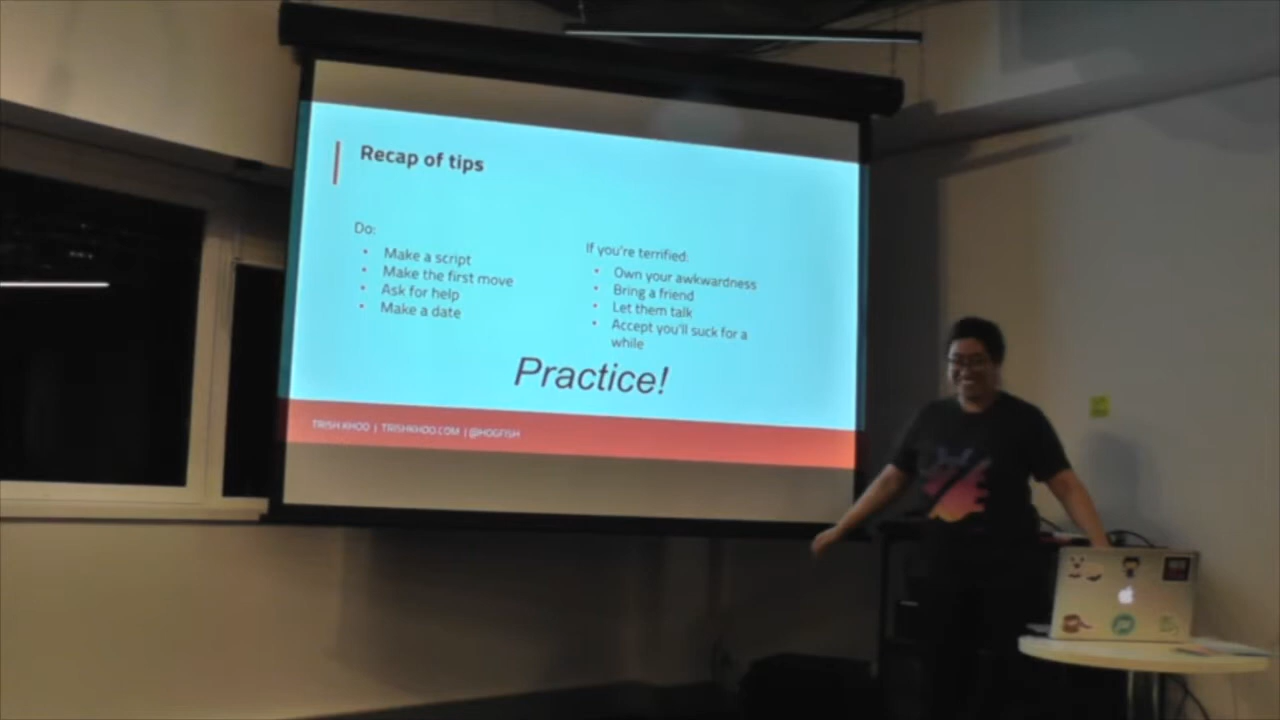 Recap of tips
Do:
Make a script
Make the first move
Ask for help
Make a date
If you're terrified:
Own your awkwardness
Bring a friend
Let them talk
Accept you'll suck for a
while
Practice!
TRISH KHOO | TRISHKHOO.COM | @HOGFISH